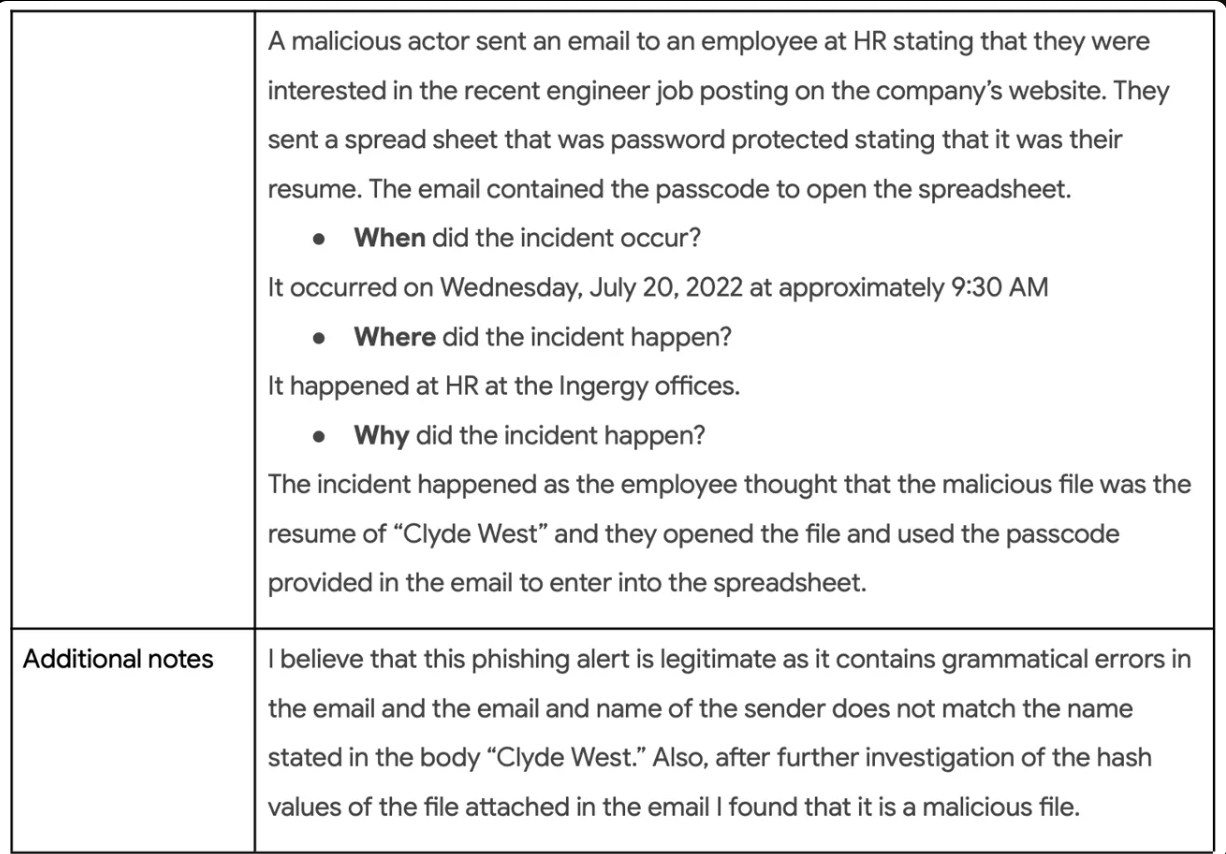 A malicious actor sent an email to an employee at HR stating that they were
interested in the recent engineer job posting on the company’s website. They
sent a spread sheet that was password protected stating that it was their
resume. The email contained the passcode to open the spreadsheet.
● When did the incident occur?
It occurred on Wednesday, July 20, 2022 at approximately 9:30 AM
● Where did the incident happen?
It happened at HR at the Ingergy offices.
● Why did the incident happen?
The incident happened as the employee thought that the malicious file was the
resume of “Clyde West” and they opened the file and used the passcode
provided in the email to enter into the spreadsheet.
Additional notes
I believe that this phishing alert is legitimate as it contains grammatical errors in
the email and the email and name of the sender does not match the name
stated in the body “Clyde West.” Also, after further investigation of the hash
values of the file attached in the email I found that it is a malicious file.